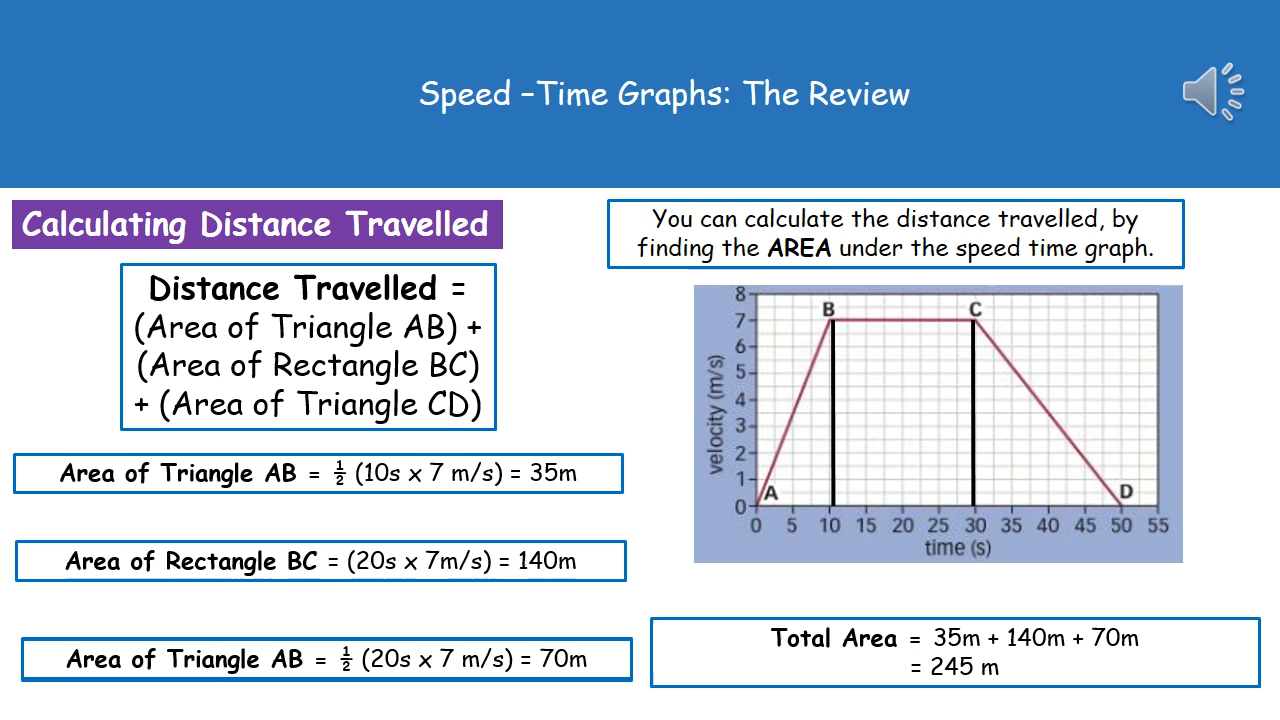 Speed –Time Graphs: The Review
Calculating Distance Travelled
Distance Travelled =
(Area of Triangle AB) +
(Area of Rectangle BC)
+ (Area of Triangle CD)
Area of Triangle AB = ½ (10s x 7 m/s) = 35m
Area of Rectangle BC = (20s x 7m/s) = 140m
Area of Triangle AB = ½ (20s x 7 m/s) = 70m
You can calculate the distance travelled, by
finding the AREA under the speed time graph.
velocity (m/s)
8
7
6
5
4
3
2
1
0
A
B
C
D
0 5 10 15 20 25 30 35 40 45 50 55
time (s)
Total Area = 35m + 140m + 70m
= 245 m